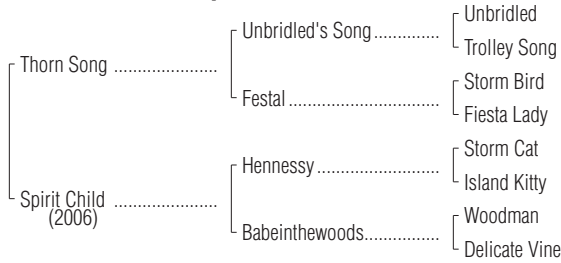 Unbridled
Unbridled's Song..............
Trolley Song
Thorn Song .....................
Storm Bird
Festal ...............................
Fiesta Lady
Storm Cat
Hennessy .........................
Island Kitty
Spirit Child .....................
(2006)
Woodman
Babeinthewoods................
Delicate Vine